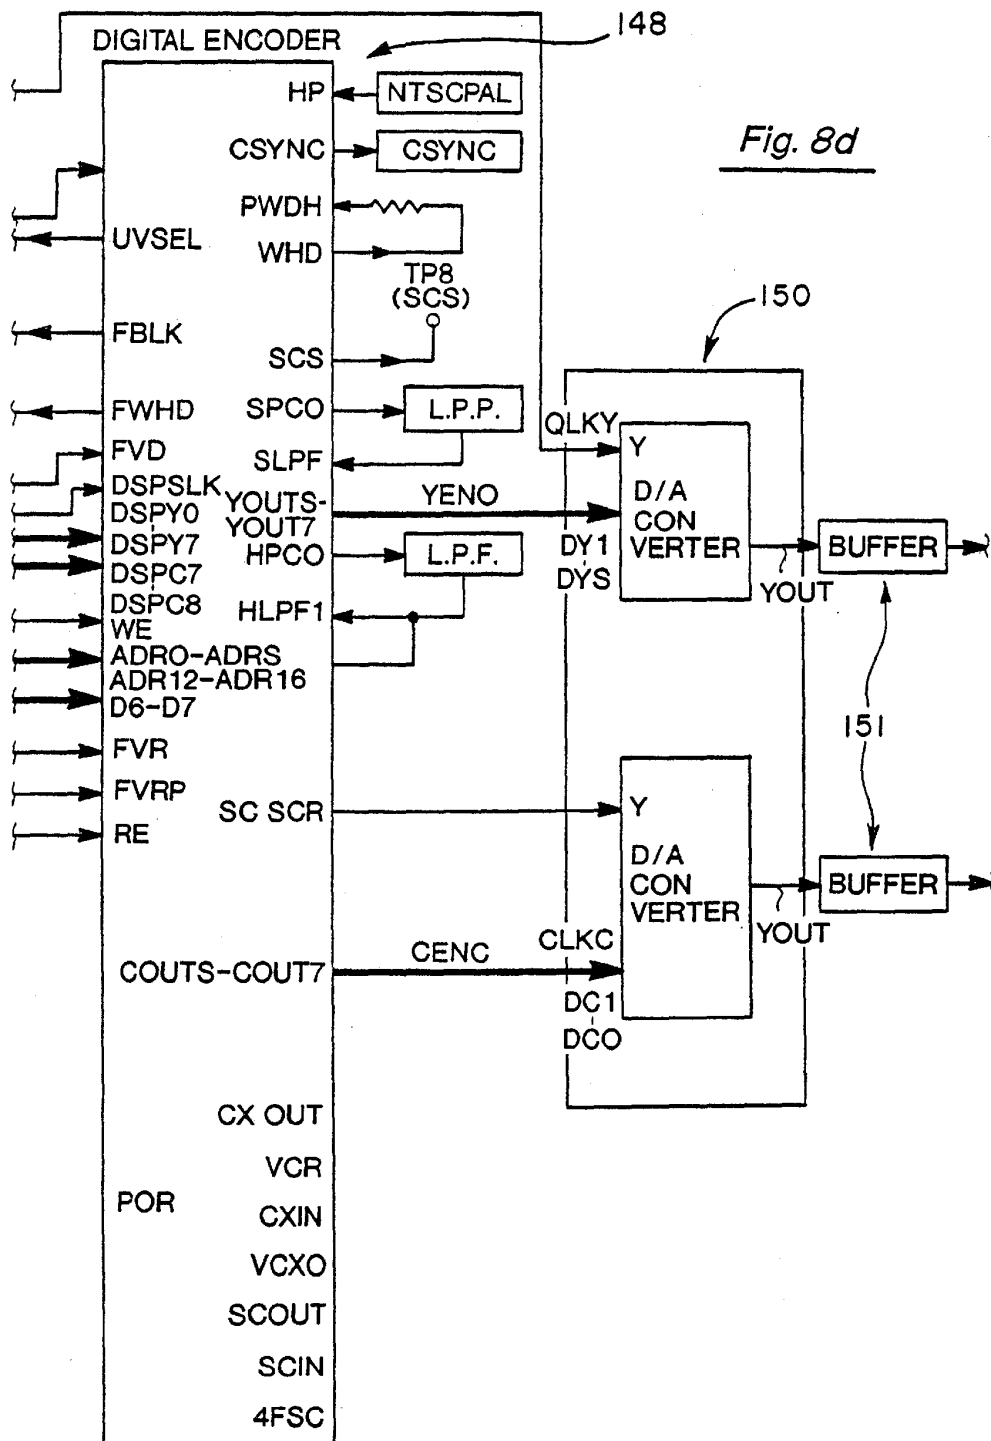 DIGITAL ENCODER
148
HP
NTSCPAL
CSYNC
CSYNC
Fig. 8d
PWDH
UVSEL
WHD
TP8
(SCS)
150
FBLK
SCS
FWHD
SPCO
L.P.P.
QLKY
Y
FVD
SLPF
D/A
CON
VERTER
DSPSLK
YOUTS-
YOUT7
YENO
DSPY0
DSPY7
HPCO
L.P.F.
DY1
DYS
BUFFER
YOUT
DSPC7
DSPC8
WE
HLPF1
ADRO-ADRS
ADR12-ADR16
D6-D7
151
FVR
FVRP
SC SCR
Y
RE
D/A
CON
VERTER
BUFFER
YOUT
COUTS-COUT7
CENC
CLKC
DC1
DCO
CX OUT
VCR
POR
CXIN
VCXO
SCOUT
SCIN
4FSC